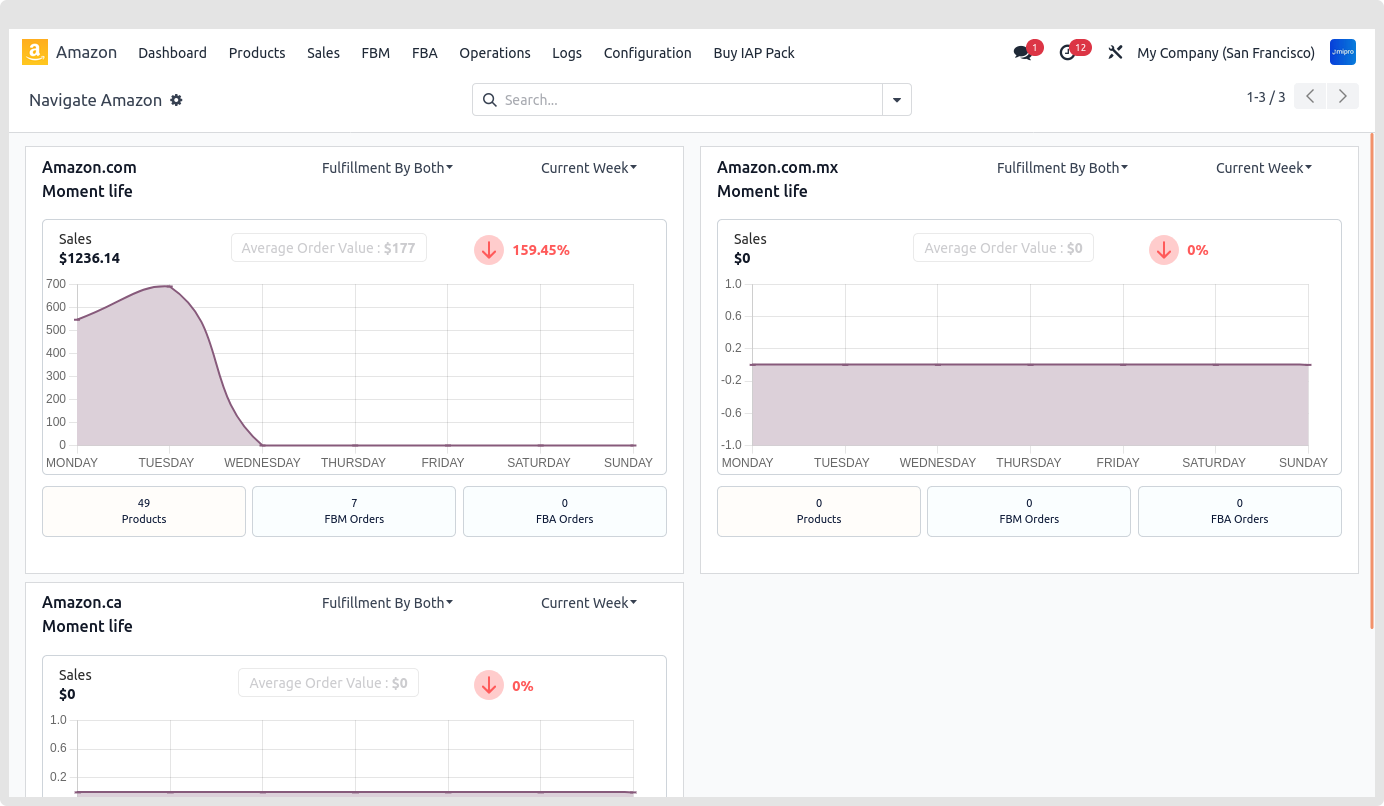 a Amazon Dashboard Products Sales FBM FBA Operations Logs Configuration Buy IAP Pack 1 12 My Company (San Francisco) Jmipro
Navigate Amazon Search... 1-3 / 3
Amazon.com Fulfillment By Both Current Week
Moment life
Sales
$1236.14
Average Order Value : $177
159.45%
700
600
500
400
300
200
100
0
MONDAY TUESDAY WEDNESDAY THURSDAY FRIDAY SATURDAY SUNDAY
49
Products
7
FBM Orders
0
FBA Orders
Amazon.com.mx Fulfillment By Both Current Week
Moment life
Sales
$0
Average Order Value : $0
0%
1.0
0.6
0.2
-0.2
-0.6
-1.0
MONDAY TUESDAY WEDNESDAY THURSDAY FRIDAY SATURDAY SUNDAY
0
Products
0
FBM Orders
0
FBA Orders
Amazon.ca Fulfillment By Both Current Week
Moment life
Sales
$0
Average Order Value : $0
0%
1.0
0.6
0.2